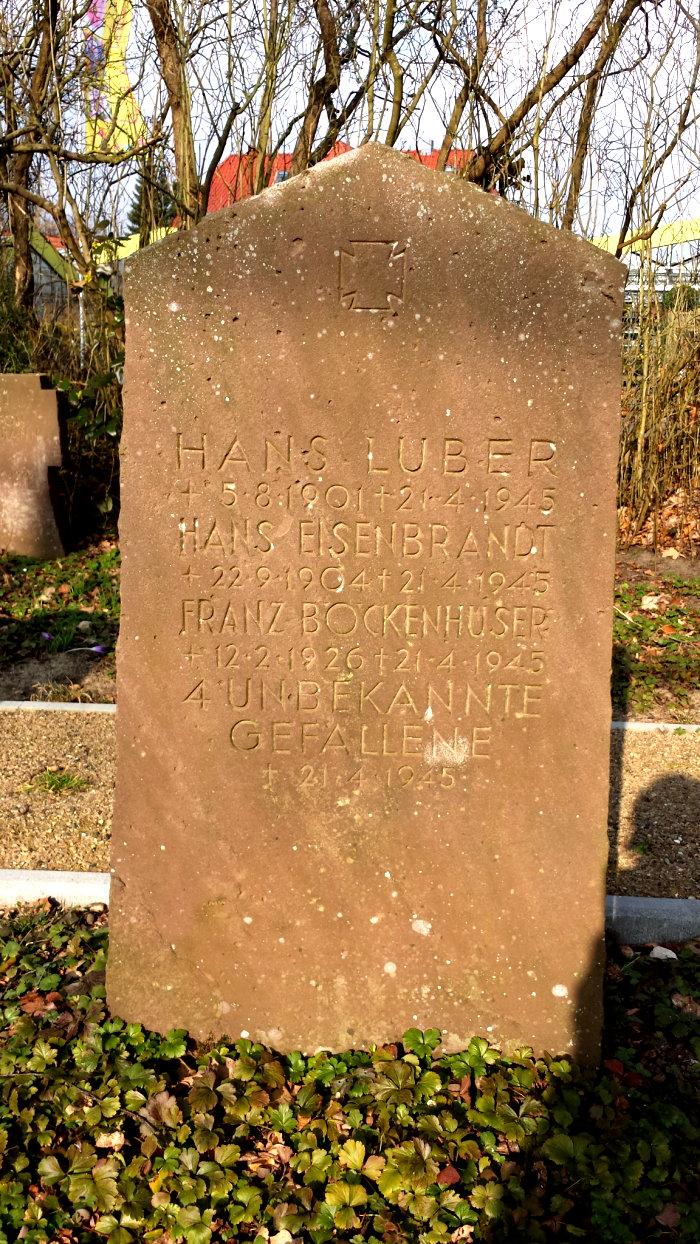 HANS LUBER
+ 5·8·1901 † 21·4·1945
HANS EISENBRANDT
+ 22·9·1904 † 21·4·1945
FRANZ BOCKENHUSER
+ 12·2·1926 † 21·4·1945
4 UNBEKANNTE
GEFALLENE
† 21·4·1945